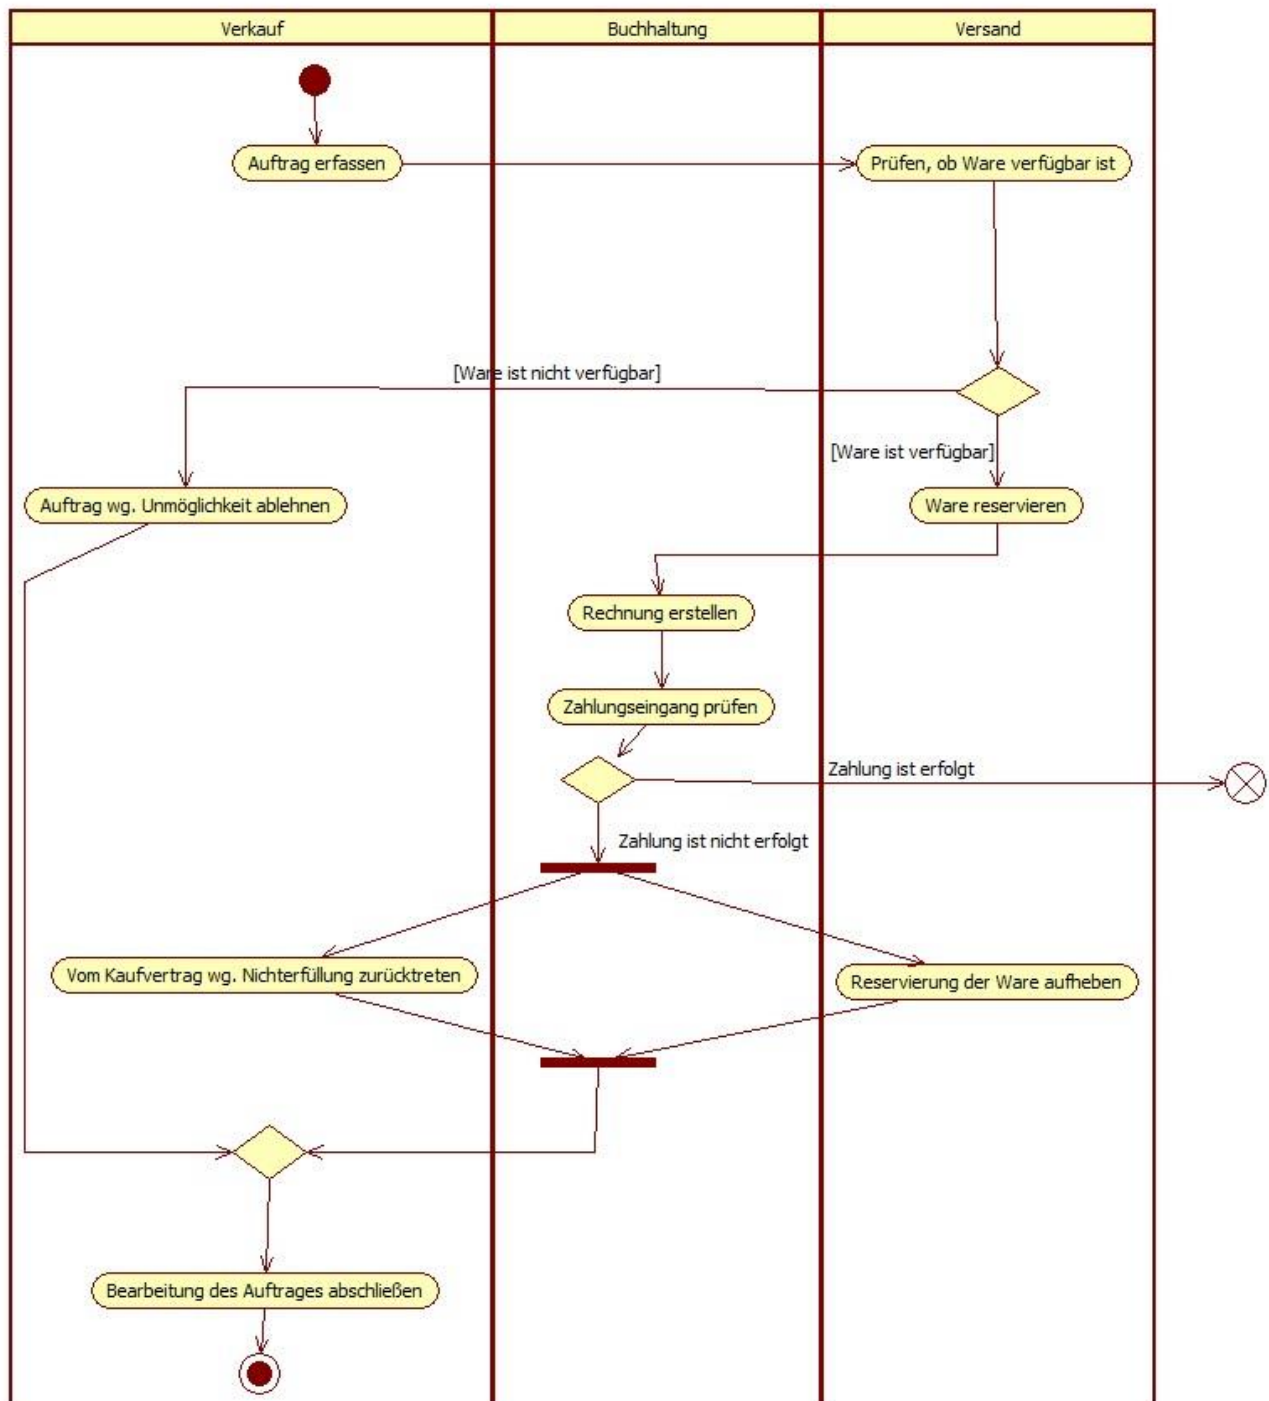 Verkauf
Buchhaltung
Versand
Auftrag erfassen
Prüfen, ob Ware verfügbar ist
[Ware ist nicht verfügbar]
[Ware ist verfügbar]
Auftrag wg. Unmöglichkeit ablehnen
Ware reservieren
Rechnung erstellen
Zahlungseingang prüfen
Zahlung ist erfolgt
Zahlung ist nicht erfolgt
Vom Kaufvertrag wg. Nichterfüllung zurücktreten
Reservierung der Ware aufheben
Bearbeitung des Auftrages abschließen